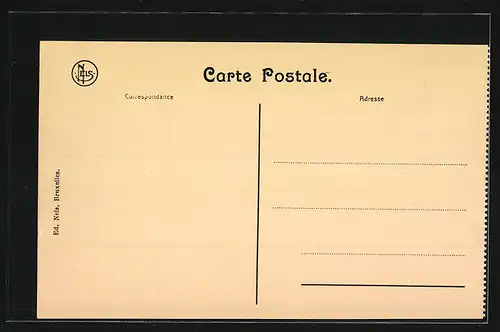 NELS
Carte Postale.
Correspondance
Adresse
Ed. Nels, Bruxelles.